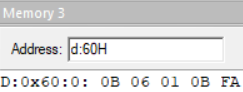 Memory 3
Address: d:60H
D:0x60:0: 0B 06 01 0B FA